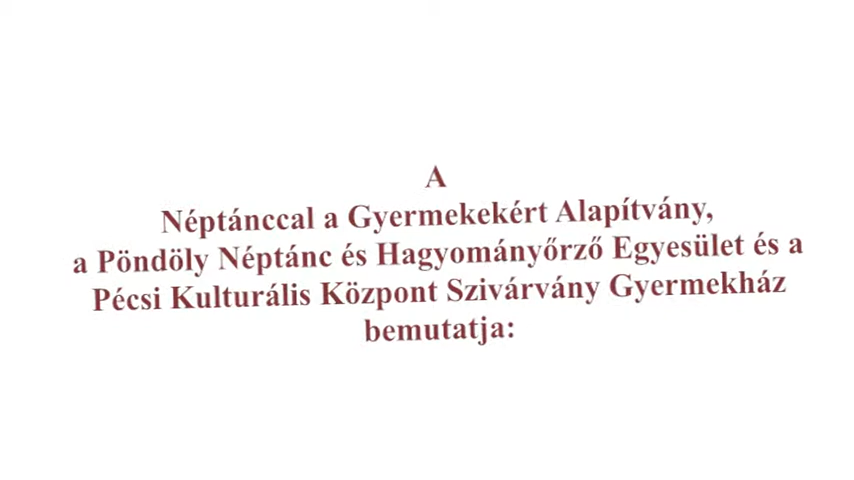 A
Néptánccal a Gyermekekért Alapítvány,
a Pöndöly Néptánc és Hagyományőrző Egyesület és a
Pécsi Kulturális Központ Szivárvány Gyermekház
bemutatja: